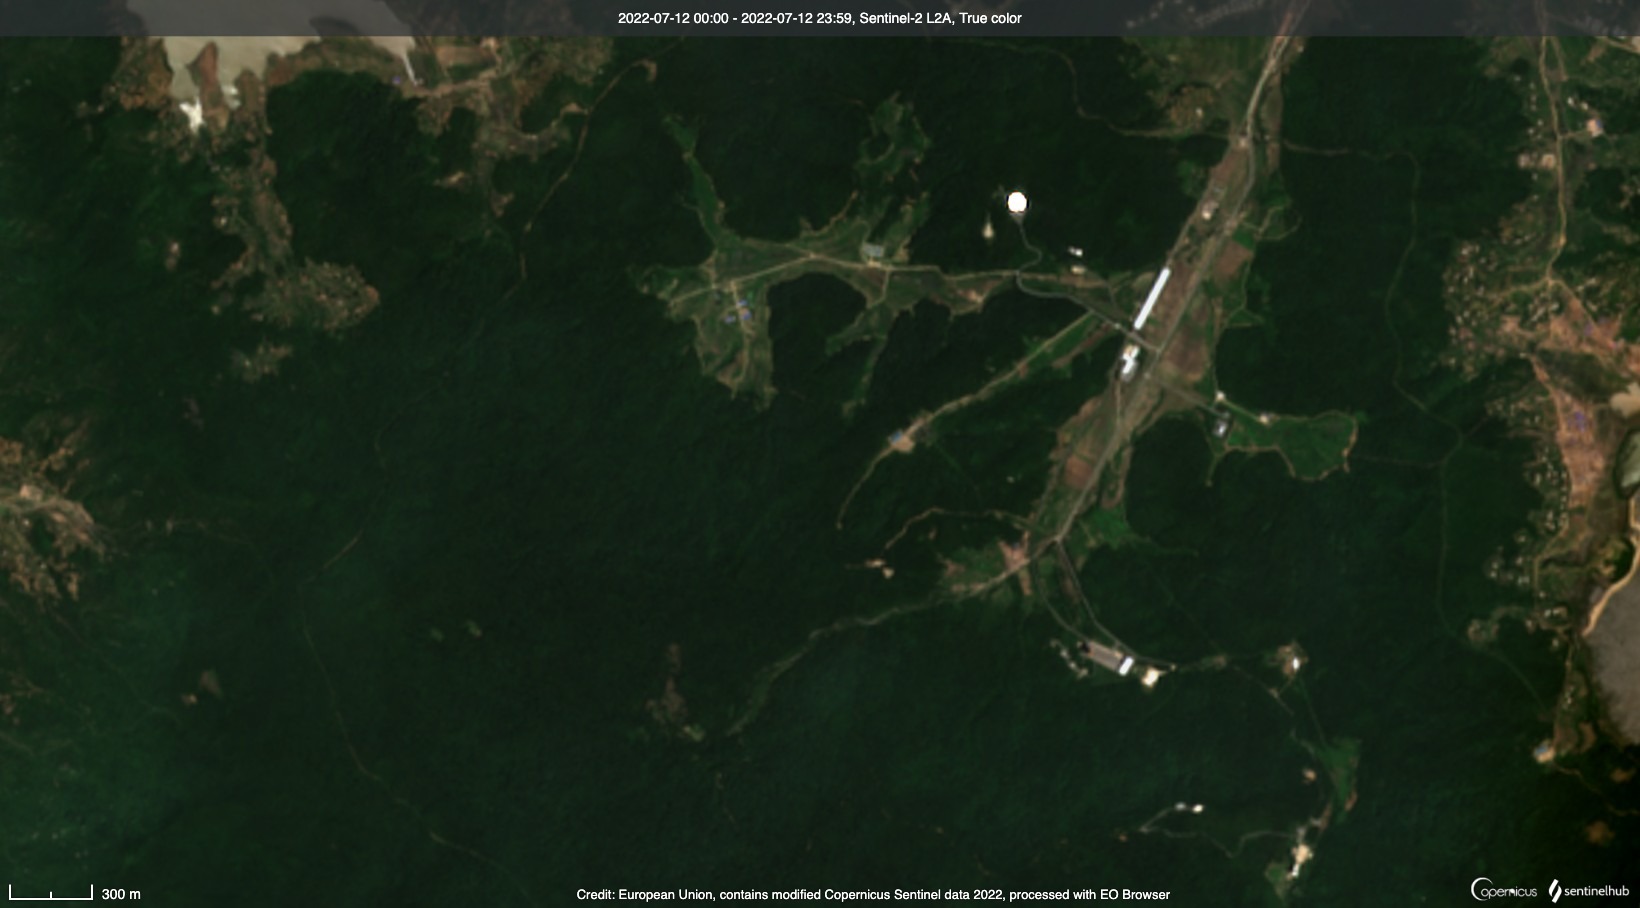 2022-07-12 00:00 - 2022-07-12 23:59, Sentinel-2 L2A, True color
300 m
Credit: European Union, contains modified Copernicus Sentinel data 2022, processed with EO Browser
opernicus
sentinelhub